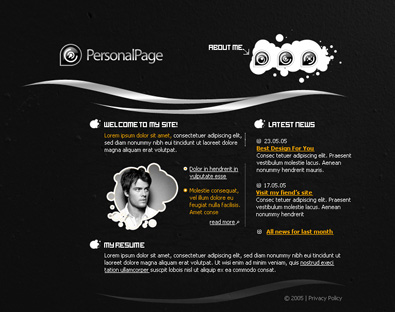 PersonalPage
ABOUT ME
WELCOME TO MY SITE!
Lorem ipsum dolor sit amet, consectetuer adipiscing elit,
sed diam nonummy nibh euismod tincidunt ut laoreet dolore
magna aliquam erat volutpat.
Dolor in hendrerit in
vulputate esse
Molestie consequat,
vel illum dolore eu
feugiat nulla facilisis.
Amet conse
read more
MY RESUME
Lorem ipsum dolor sit amet, consectetuer adipiscing elit, sed diam nonummy nibh euismod tincidunt ut laoreet dolore
magna aliquam erat volutpat. Ut wisi enim ad minim veniam, quis nostrud execi
tation ullamcorper suscipit lobois nisl ut aliquip ex ea commodo consat.
LATEST NEWS
23.05.05
Best Design For You
Consec tetuer adipiscing elit. Praesent
vestibulum molestie lacus. Aenean
nonummy hendrerit mauris.
17.05.05
Visit my fiend's site
Consec tetuer adipiscing elit. Praesent
vestibulum molestie lacus. Aenean
nonummy hendrerit
All news for last month
© 2005 | Privacy Policy